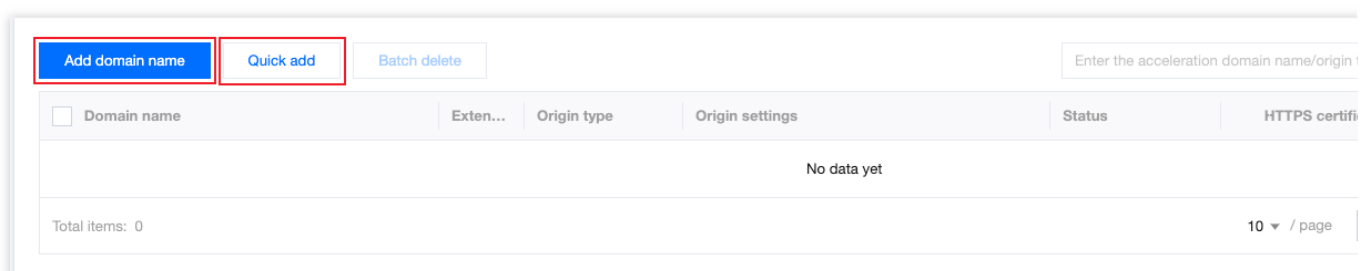 Add domain name Quick add Batch delete Enter the acceleration domain name/origin
Domain name Exten... Origin type Origin settings Status HTTPS
No data yet
Total items: 0 10 / page